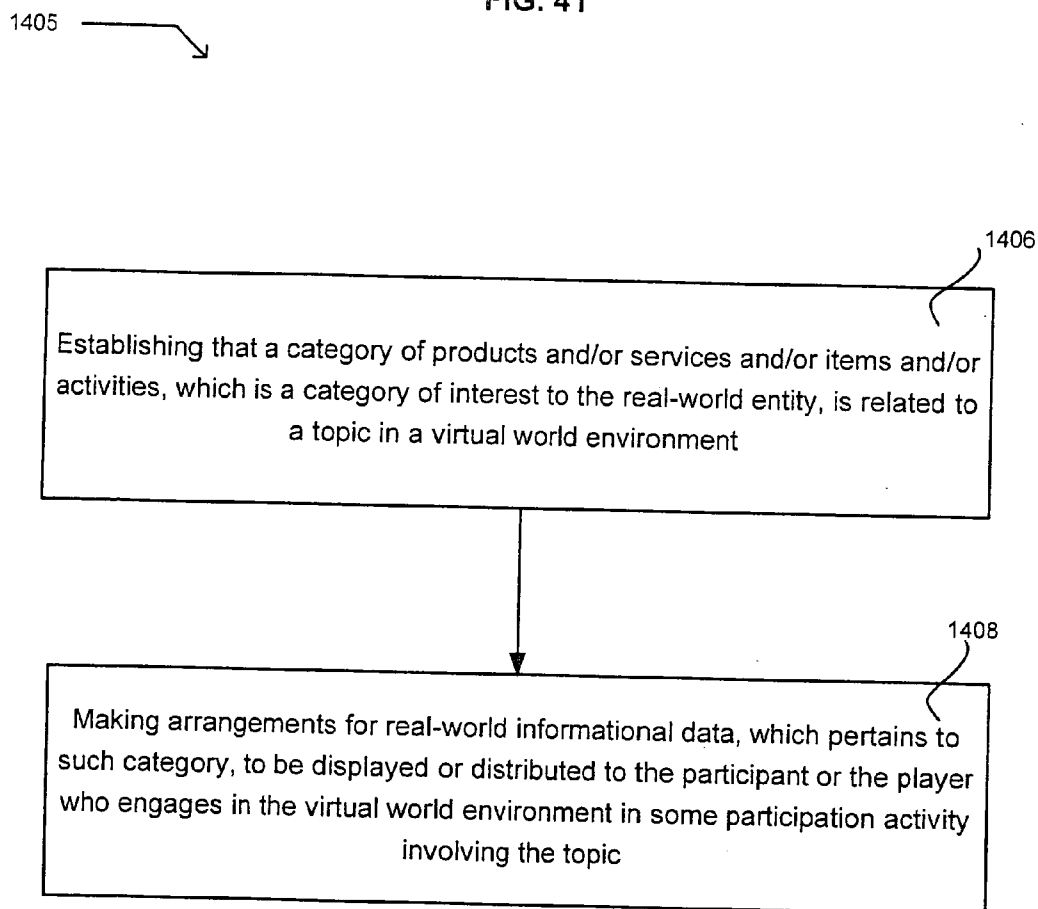 FIG. 41
1405
1406
Establishing that a category of products and/or services and/or items and/or
activities, which is a category of interest to the real-world entity, is related to
a topic in a virtual world environment
1408
Making arrangements for real-world informational data, which pertains to
such category, to be displayed or distributed to the participant or the player
who engages in the virtual world environment in some participation activity
involving the topic